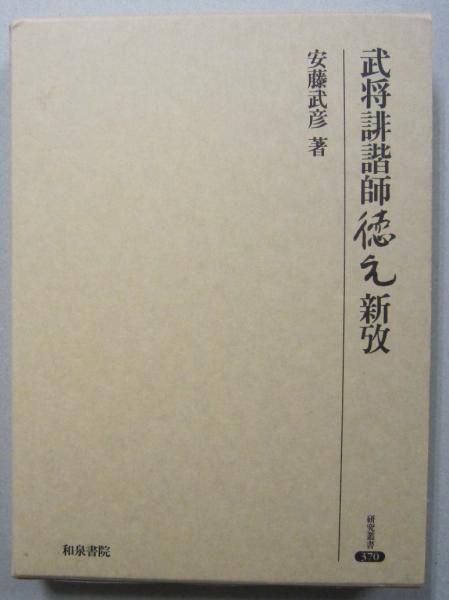 武将誹諧師徳元新攷
安藤武彦 著
研究叢書
370
和泉書院